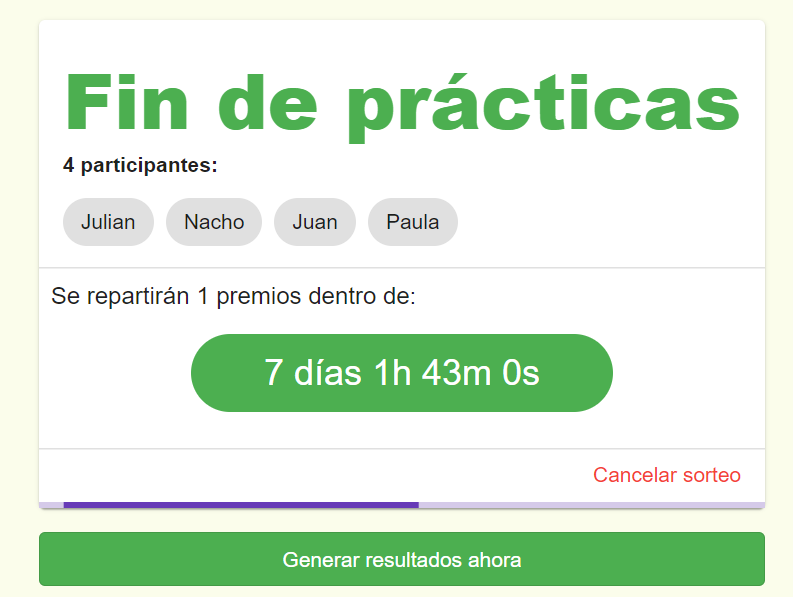 Fin de prácticas
4 participantes:
Julian Nacho Juan Paula
Se repartirán 1 premios dentro de:
7 días 1h 43m 0s
Cancelar sorteo
Generar resultados ahora